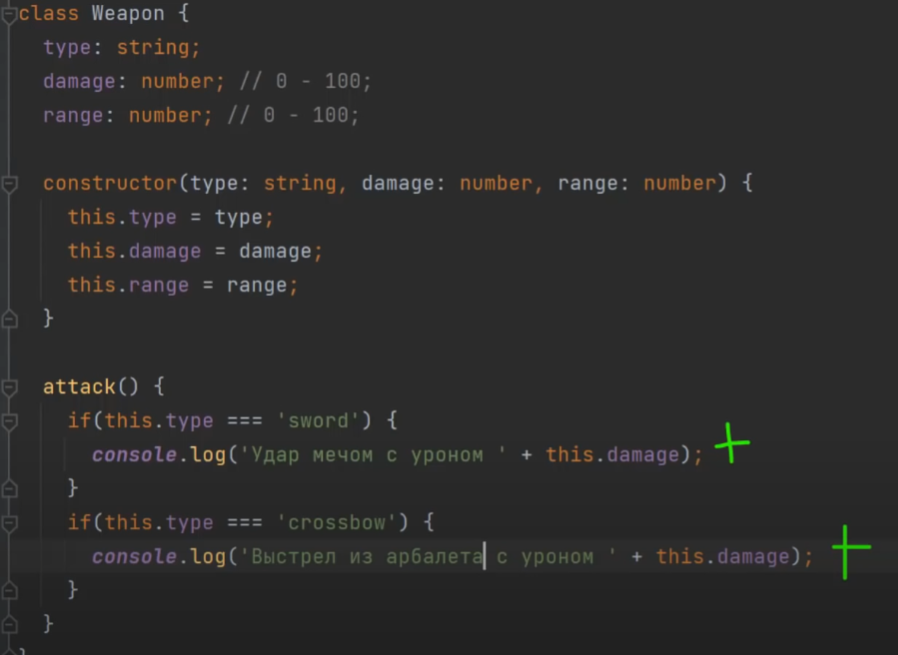 class Weapon {
type: string;
damage: number; // 0 - 100;
range: number; // 0 - 100;
constructor(type: string, damage: number, range: number) {
this.type = type;
this.damage = damage;
this.range = range;
}
attack() {
if(this.type === 'sword') {
console.log('Удар мечом с уроном ' + this.damage);
}
if(this.type === 'crossbow') {
console.log('Выстрел из арбалета с уроном ' + this.damage);
}
}
}